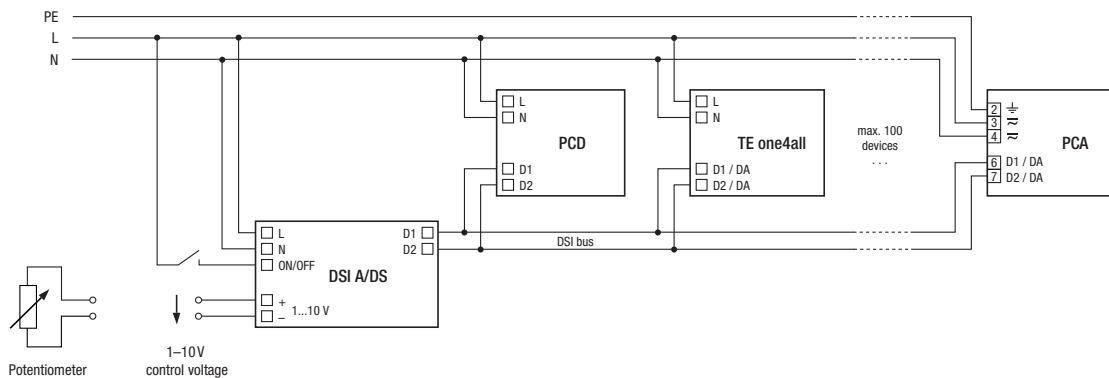 PE
L
N
L
N
PCD
D1
D2
L
N
TE one4all
D1 / DA
D2 / DA
max. 100
devices
. . .
2
3
4
PCA
6 D1 / DA
7 D2 / DA
L
N
ON/OFF
DSI A/DS
D1
D2
+
1...10 V
–
DSI bus
Potentiometer
1–10 V
control voltage